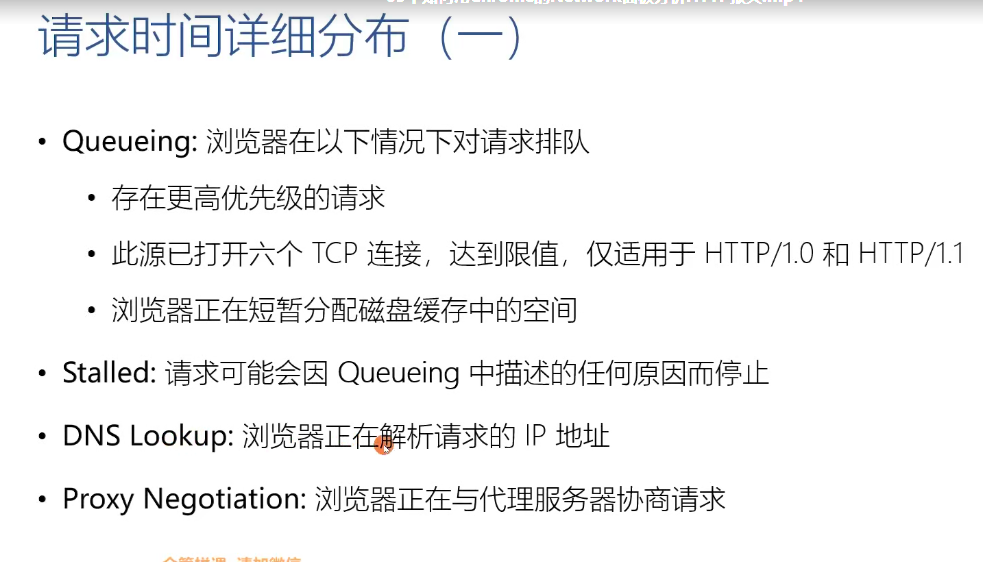 请求时间详细分布（一）
• Queueing: 浏览器在以下情况下对请求排队
• 存在更高优先级的请求
• 此源已打开六个 TCP 连接，达到限值，仅适用于 HTTP/1.0 和 HTTP/1.1
• 浏览器正在短暂分配磁盘缓存中的空间
• Stalled: 请求可能会因 Queueing 中描述的任何原因而停止
• DNS Lookup: 浏览器正在解析请求的 IP 地址
• Proxy Negotiation: 浏览器正在与代理服务器协商请求